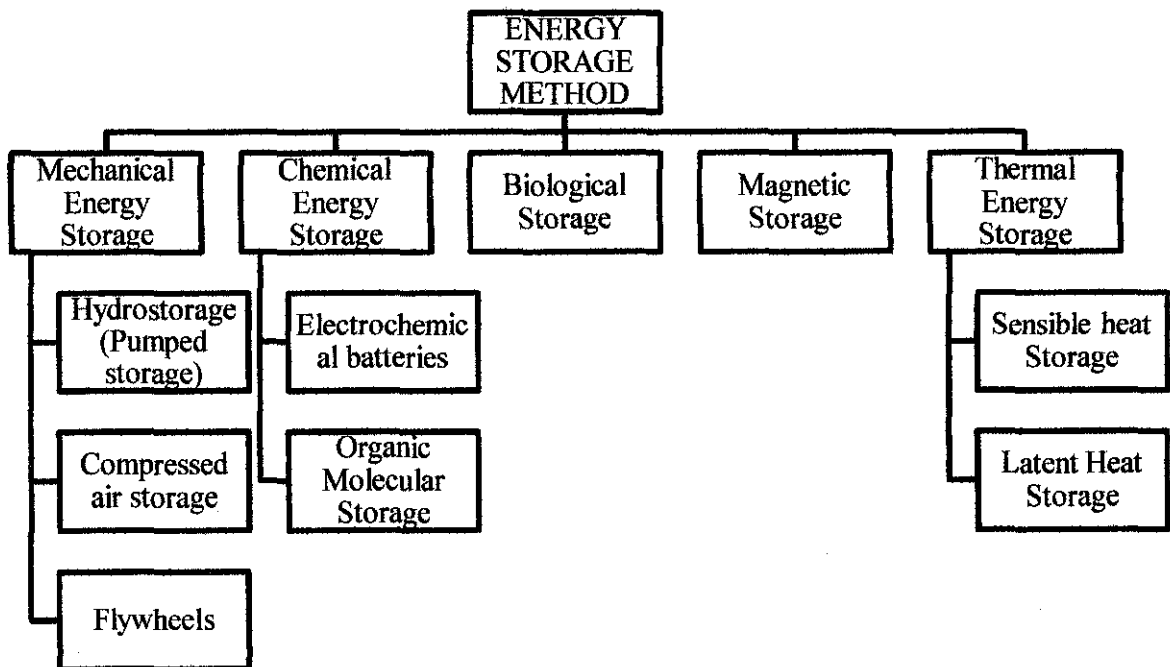 ENERGY
STORAGE
METHOD
Mechanical
Energy
Storage
Chemical
Energy
Storage
Biological
Storage
Magnetic
Storage
Thermal
Energy
Storage
Hydrostorage
(Pumped
storage)
Electrochemic
al batteries
Sensible heat
Storage
Compressed
air storage
Organic
Molecular
Storage
Latent Heat
Storage
Flywheels